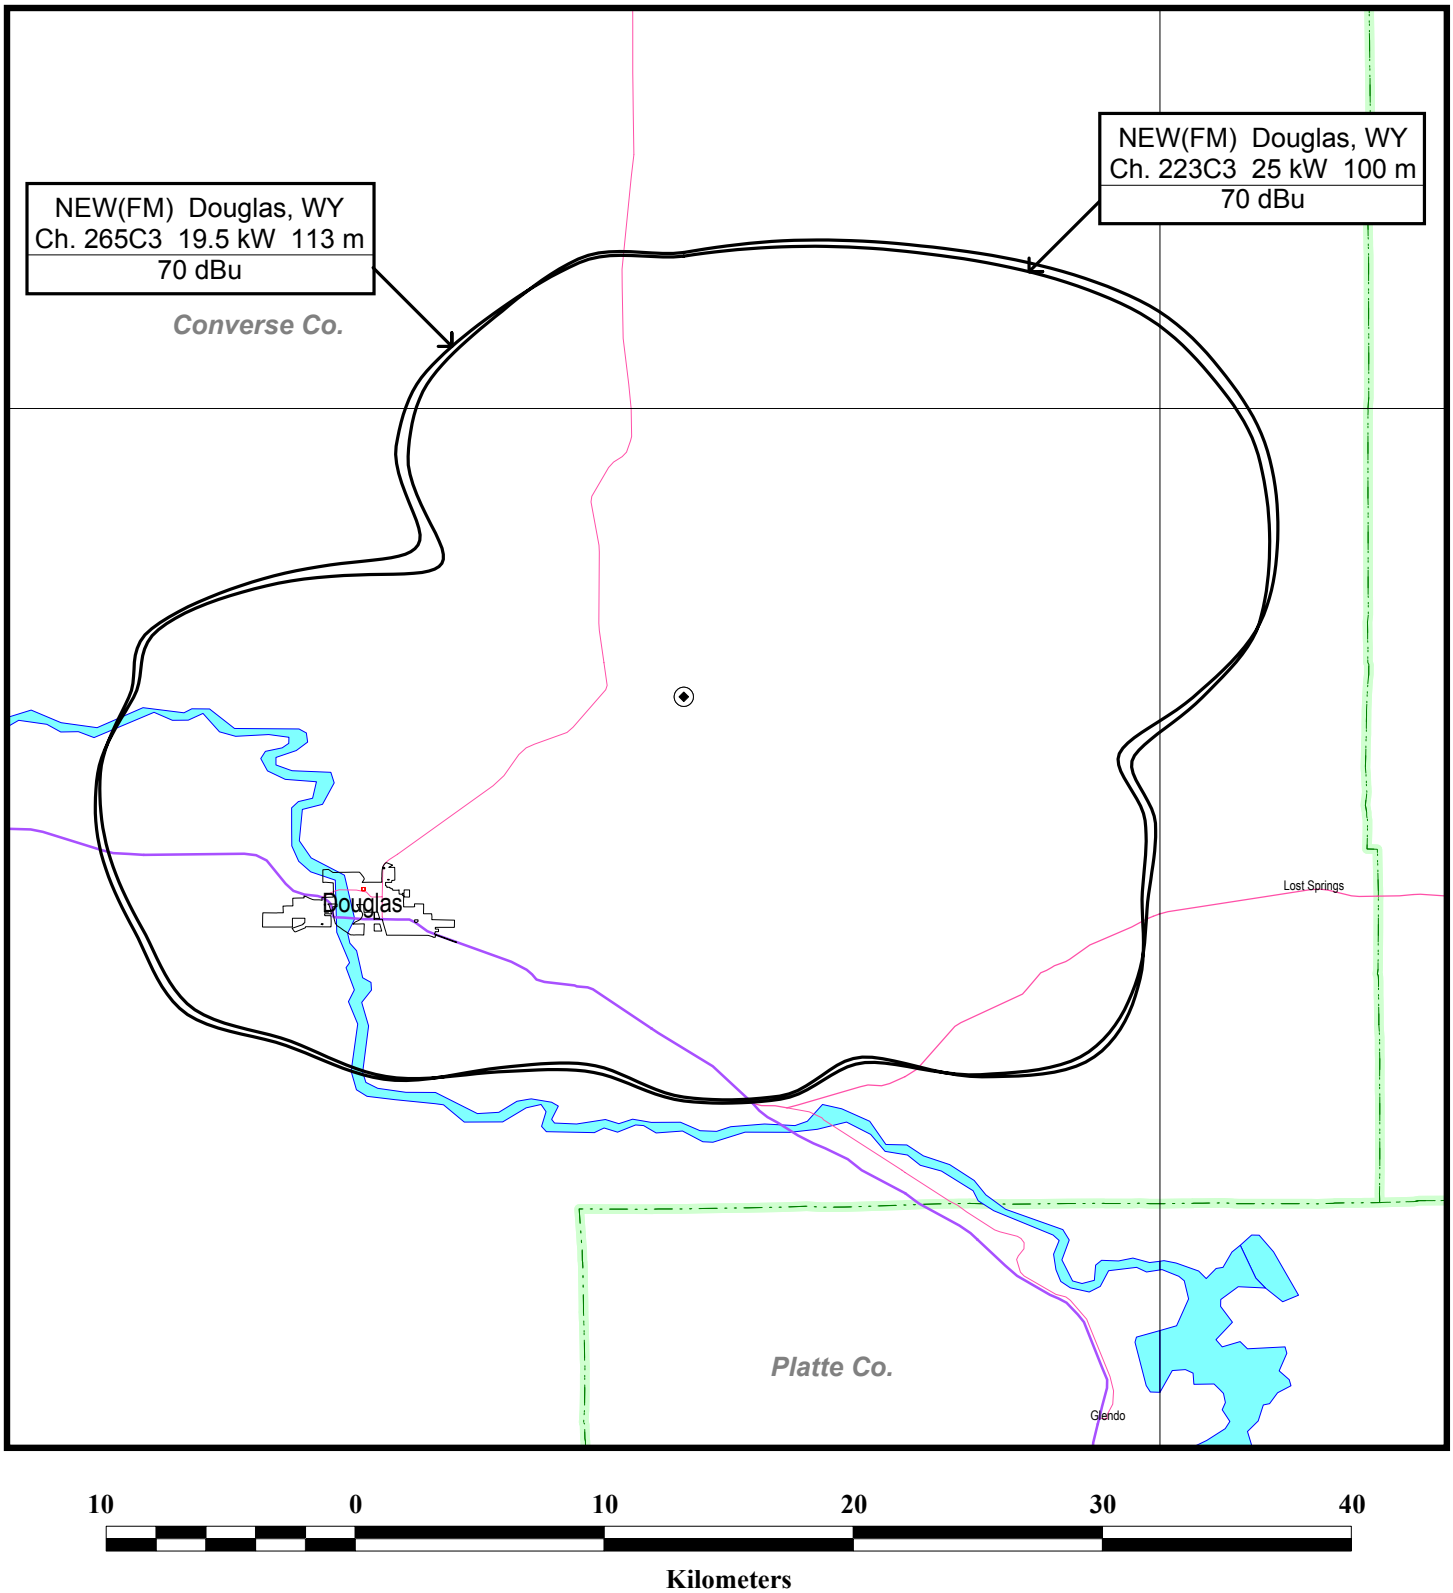 NEW(FM) Douglas, WY
Ch. 223C3 25 kW 100 m
70 dBu
NEW(FM) Douglas, WY
Ch. 265C3 19.5 kW 113 m
70 dBu
Converse Co.
Lost Springs
Douglas
Platte Co.
Glendo
10 0 10 20 30 40
Kilometers